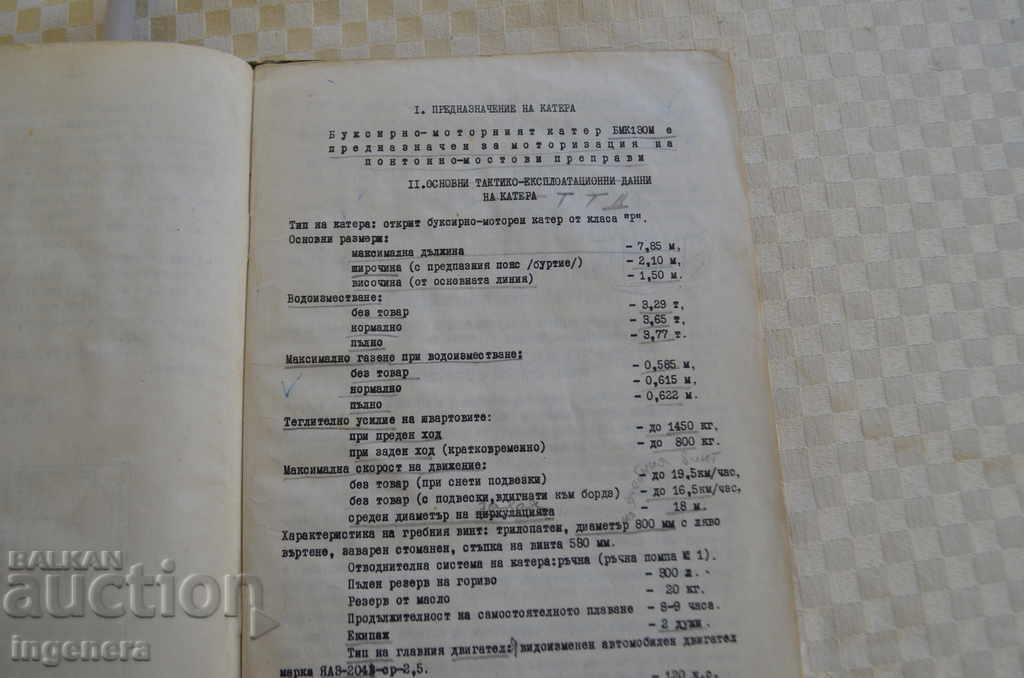 I. ПРЕДНАЗНАЧЕНИЕ НА КАТЕРА
Буксирно-моторният катер БМК130М е
предназначен за моторизация на
понтонно-мостови преправи
II.ОСНОВНИ ТАКТИКО-ЕКСПЛОАТАЦИОННИ ДАННИ
НА КАТЕРА - Т Т Д
Тип на катера: открит буксирно-моторен катер от класа "Р".
Основни размери:
максимална дължина - 7,85 м,
широчина (с предпазния пояс /буртие/) - 2,10 м,
височина (от основната линия) - 1,50 м.
Водоизместване:
без товар - 3,29 т,
нормално - 3,65 т,
пълно - 3,77 т.
Максимално газене при водоизместване:
без товар - 0,585 м,
нормално - 0,615 м,
пълно - 0,622 м.
Теглително усилие на швартовите:
при преден ход - до 1450 кг,
при заден ход (кратковременно) - до 800 кг.
Максимална скорост на движение:
без товар (при снети подвезки) - до 19,5км/час,
без товар (с подвески,вдигнати към борда) - до 16,5км/час,
среден диаметър на циркулацията - 18 м.
Характеристика на гребния винт: трилопатен, диаметър 800 мм с ляво
въртене, заварен стоманен, стъпка на винта 580 мм.
Отводнителна система на катера:ръчна (ръчна помпа № 1).
Пълен резерв на гориво - 300 л.
Резерв от масло - 20 кг.
Продължителност на самостоятелното плаване - 8-9 часа.
Екипаж - 2 души.
Тип на главния двигател: видоизменен автомобилен двигател
марка ЯАЗ-204 ср-2,5. - 120 к.с.
BALKAN
auction
ingenera